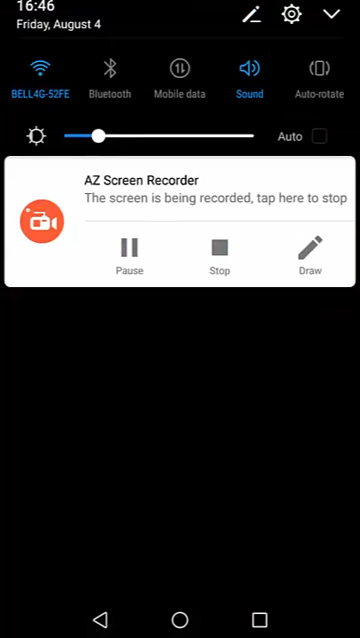 16:46
Friday, August 4
BELL4G-52FE
Bluetooth
Mobile data
Sound
Auto-rotate
Auto
AZ Screen Recorder
The screen is being recorded, tap here to stop
Pause
Stop
Draw